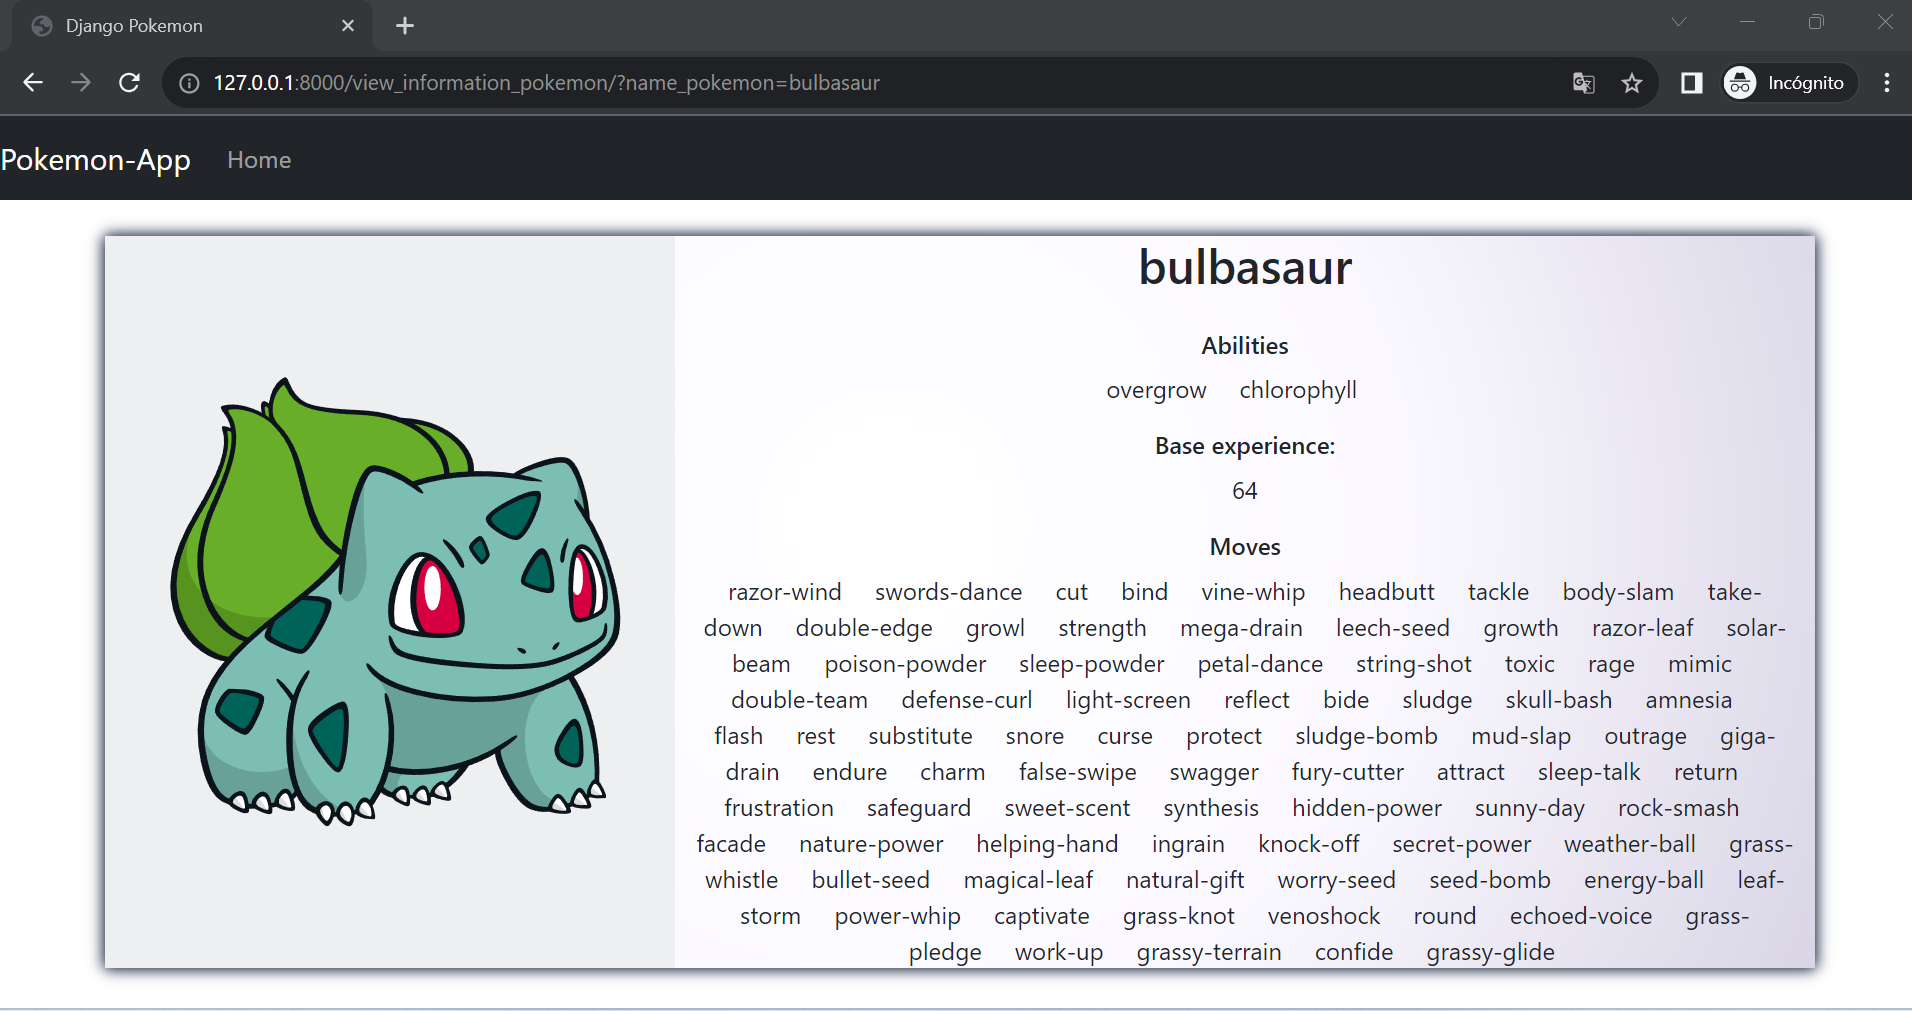 Django Pokemon
127.0.0.1:8000/view_information_pokemon/?name_pokemon=bulbasaur
Incógnito
Pokemon-App Home
bulbasaur
Abilities
overgrow chlorophyll
Base experience:
64
Moves
razor-wind swords-dance cut bind vine-whip headbutt tackle body-slam take-
down double-edge growl strength mega-drain leech-seed growth razor-leaf solar-
beam poison-powder sleep-powder petal-dance string-shot toxic rage mimic
double-team defense-curl light-screen reflect bide sludge skull-bash amnesia
flash rest substitute snore curse protect sludge-bomb mud-slap outrage giga-
drain endure charm false-swipe swagger fury-cutter attract sleep-talk return
frustration safeguard sweet-scent synthesis hidden-power sunny-day rock-smash
facade nature-power helping-hand ingrain knock-off secret-power weather-ball grass-
whistle bullet-seed magical-leaf natural-gift worry-seed seed-bomb energy-ball leaf-
storm power-whip captivate grass-knot venoshock round echoed-voice grass-
pledge work-up grassy-terrain confide grassy-glide